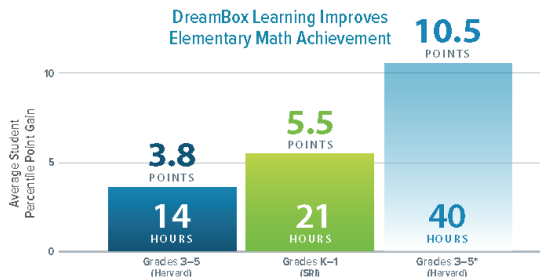 DreamBox Learning Improves
Elementary Math Achievement
10.5
POINTS
10
5.5
POINTS
3.8
POINTS
5
Average Student
Percentile Point Gain
14
HOURS
21
HOURS
40
HOURS
0
Grades 3–5
(Harvard)
Grades K–1
(SRI)
Grades 3–5*
(Harvard)